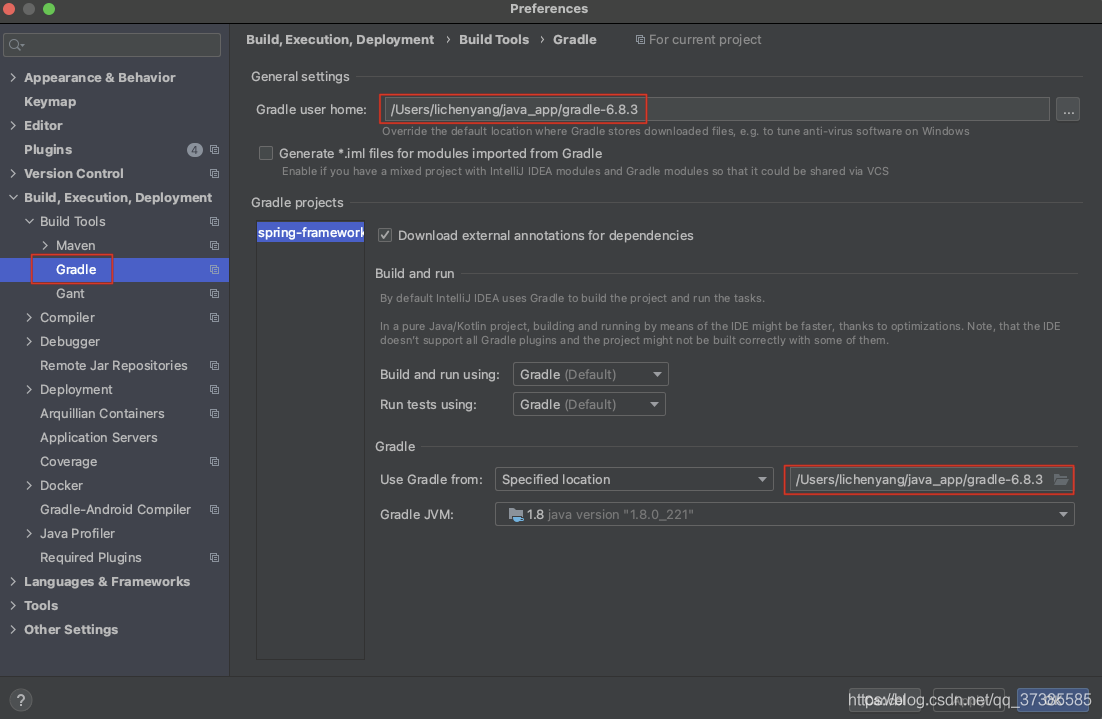 Preferences
Build, Execution, Deployment › Build Tools › Gradle For current project
General settings
Gradle user home: /Users/lichenyang/java_app/gradle-6.8.3 ...
Override the default location where Gradle stores downloaded files, e.g. to tune anti-virus software on Windows
Generate *.iml files for modules imported from Gradle
Enable if you have a mixed project with IntelliJ IDEA modules and Gradle modules so that it could be shared via VCS
Gradle projects
spring-framework
Download external annotations for dependencies
Build and run
By default IntelliJ IDEA uses Gradle to build the project and run the tasks.
In a pure Java/Kotlin project, building and running by means of the IDE might be faster, thanks to optimizations. Note, that the IDE
doesn't support all Gradle plugins and the project might not be built correctly with some of them.
Build and run using: Gradle (Default)
Run tests using: Gradle (Default)
Gradle
Use Gradle from: Specified location /Users/lichenyang/java_app/gradle-6.8.3
Gradle JVM: 1.8 java version "1.8.0_221"
Appearance & Behavior
Keymap
Editor
Plugins 4
Version Control
Build, Execution, Deployment
Build Tools
Maven
Gradle
Gant
Compiler
Debugger
Remote Jar Repositories
Deployment
Arquillian Containers
Application Servers
Coverage
Docker
Gradle-Android Compiler
Java Profiler
Required Plugins
Languages & Frameworks
Tools
Other Settings
?
https://blog.csdn.net/qq_37385585